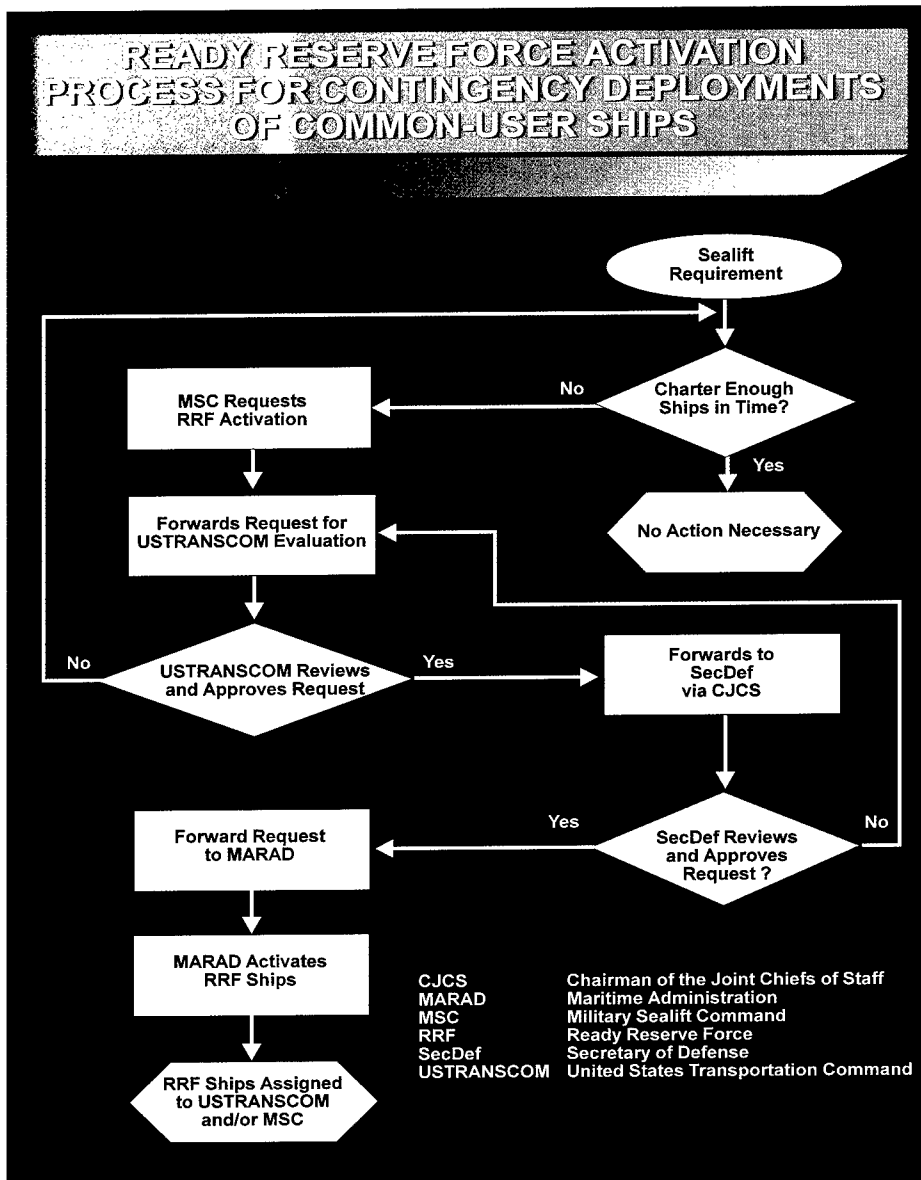 READY RESERVE FORCE ACTIVATION
PROCESS FOR CONTINGENCY DEPLOYMENTS
OF COMMON-USER SHIPS
Sealift
Requirement
Charter Enough
Ships in Time?
No
Yes
MSC Requests
RRF Activation
No Action Necessary
Forwards Request for
USTRANSCOM Evaluation
USTRANSCOM Reviews
and Approves Request
No
Yes
Forwards to
SecDef
via CJCS
SecDef Reviews
and Approves
Request ?
Yes
No
Forward Request
to MARAD
MARAD Activates
RRF Ships
RRF Ships Assigned
to USTRANSCOM
and/or MSC
CJCS Chairman of the Joint Chiefs of Staff
MARAD Maritime Administration
MSC Military Sealift Command
RRF Ready Reserve Force
SecDef Secretary of Defense
USTRANSCOM United States Transportation Command